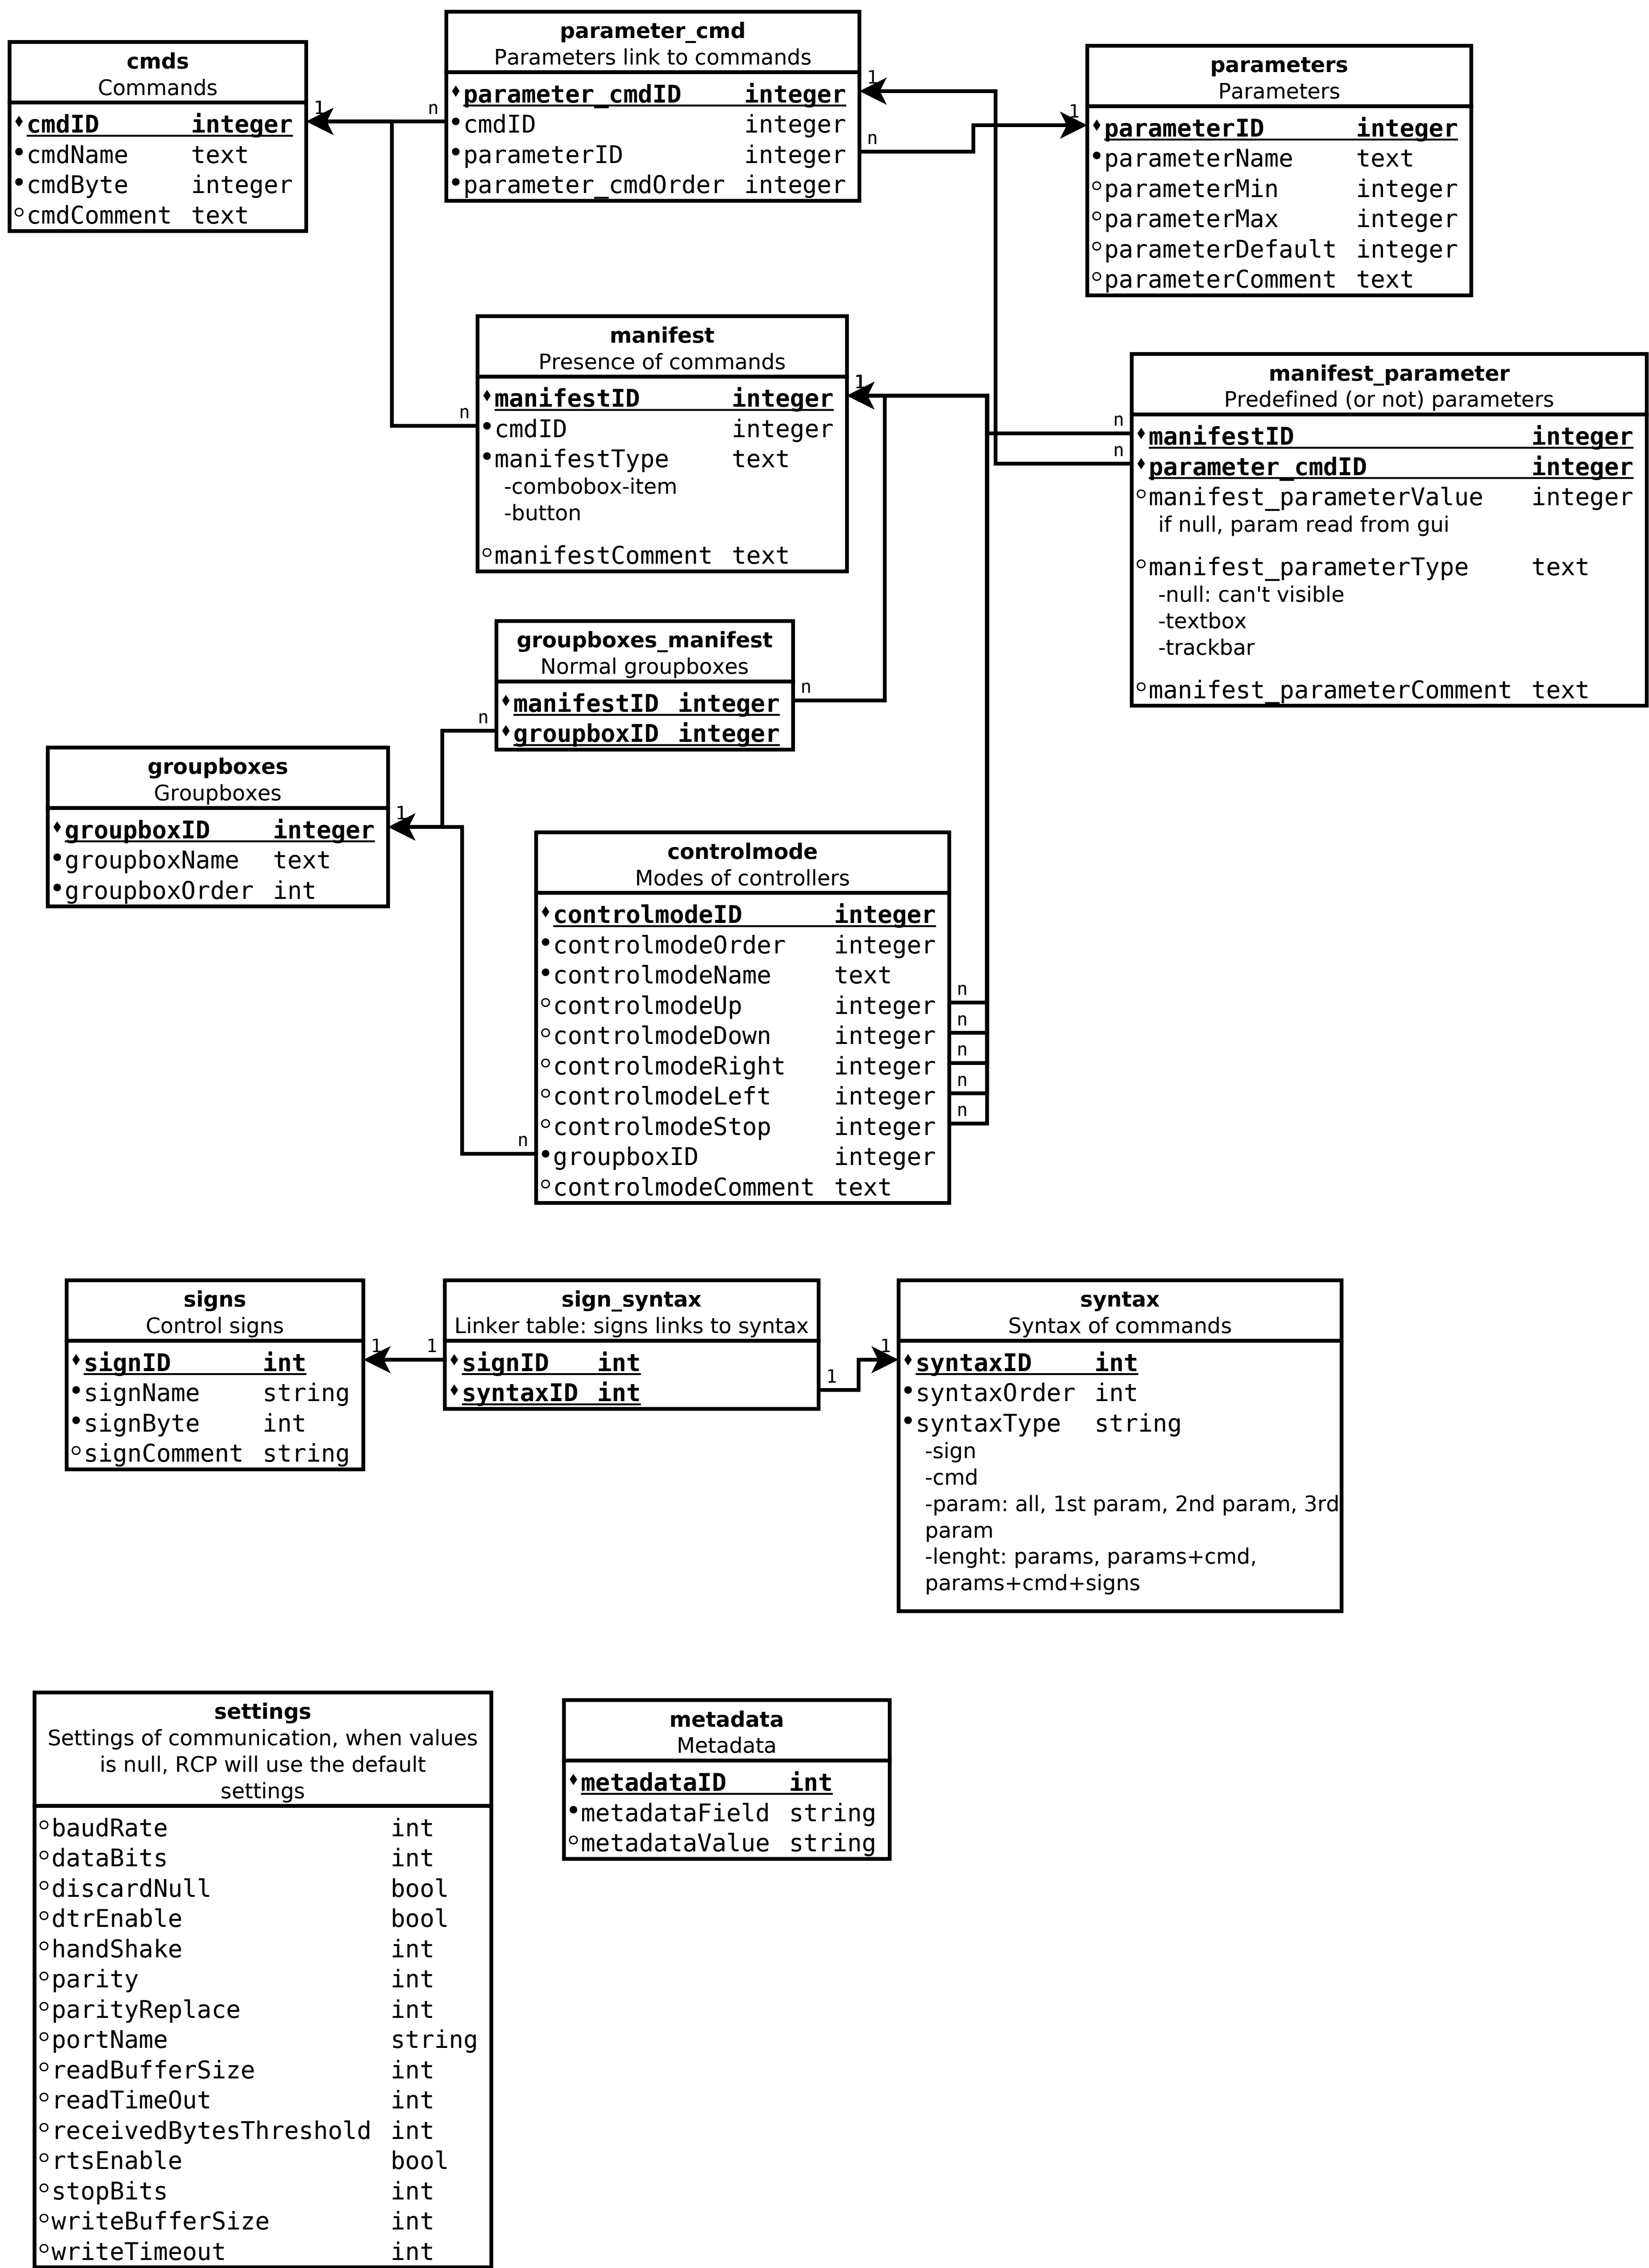 cmds
Commands
cmdID integer
cmdName text
cmdByte integer
cmdComment text
1
n
parameter_cmd
Parameters link to commands
parameter_cmdID integer
cmdID integer
parameterID integer
parameter_cmdOrder integer
1
n
1
parameters
Parameters
parameterID integer
parameterName text
parameterMin integer
parameterMax integer
parameterDefault integer
parameterComment text
manifest
Presence of commands
manifestID integer
cmdID integer
manifestType text
-combobox-item
-button
manifestComment text
n
1
manifest_parameter
Predefined (or not) parameters
manifestID integer
parameter_cmdID integer
manifest_parameterValue integer
if null, param read from gui
manifest_parameterType text
-null: can't visible
-textbox
-trackbar
manifest_parameterComment text
n
n
groupboxes_manifest
Normal groupboxes
manifestID integer
groupboxID integer
n
n
groupboxes
Groupboxes
groupboxID integer
groupboxName text
groupboxOrder int
1
controlmode
Modes of controllers
controlmodeID integer
controlmodeOrder integer
controlmodeName text
controlmodeUp integer
controlmodeDown integer
controlmodeRight integer
controlmodeLeft integer
controlmodeStop integer
groupboxID integer
controlmodeComment text
n
n
n
n
n
n
signs
Control signs
signID int
signName string
signByte int
signComment string
1
1
sign_syntax
Linker table: signs links to syntax
signID int
syntaxID int
1
1
syntax
Syntax of commands
syntaxID int
syntaxOrder int
syntaxType string
-sign
-cmd
-param: all, 1st param, 2nd param, 3rd
param
-lenght: params, params+cmd,
params+cmd+signs
settings
Settings of communication, when values
is null, RCP will use the default
settings
baudRate int
dataBits int
discardNull bool
dtrEnable bool
handShake int
parity int
parityReplace int
portName string
readBufferSize int
readTimeOut int
receivedBytesThreshold int
rtsEnable bool
stopBits int
writeBufferSize int
writeTimeout int
metadata
Metadata
metadataID int
metadataField string
metadataValue string